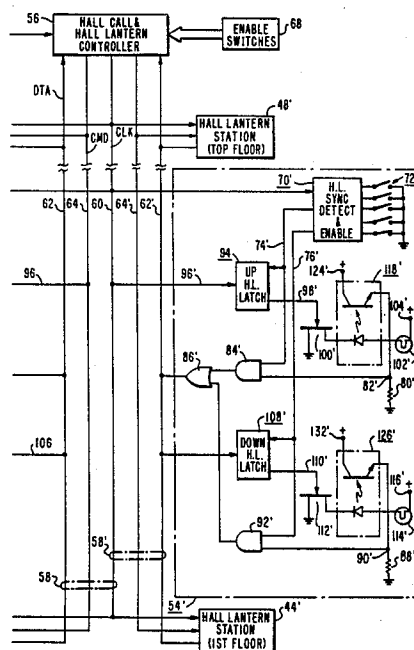 56
HALL CALL &
HALL LANTERN
CONTROLLER
ENABLE
SWITCHES
68
DTA
CMD
CLK
HALL LANTERN
STATION
(TOP FLOOR)
48'
62
64
60
64'
62'
70'
H.L.
SYNC
DETECT
&
ENABLE
72'
74'
76'
96
96'
94
UP
H.L.
LATCH
98'
124'
+
118'
104'
+
100'
102'
86'
84'
82'
80'
108'
DOWN
H.L.
LATCH
110'
132'
+
126'
116'
+
112'
114'
106
92'
90'
88'
58'
58
54'
HALL LANTERN
STATION
(1ST FLOOR)
44'